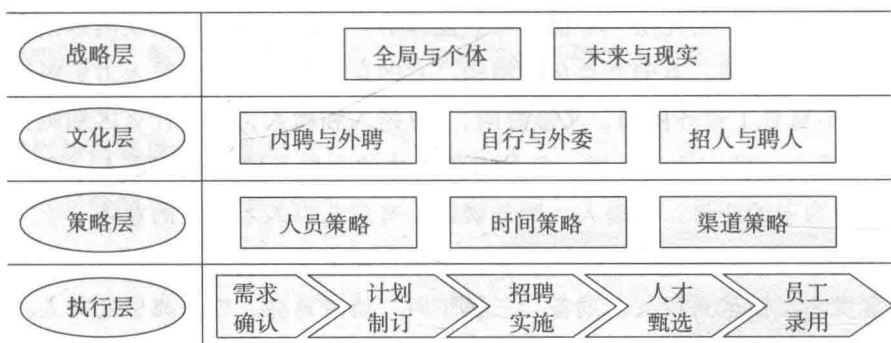 战略层 全局与个体 未来与现实
文化层 内聘与外聘 自行与外委 招人与聘人
策略层 人员策略 时间策略 渠道策略
执行层 需求确认 计划制订 招聘实施 人才甄选 员工录用